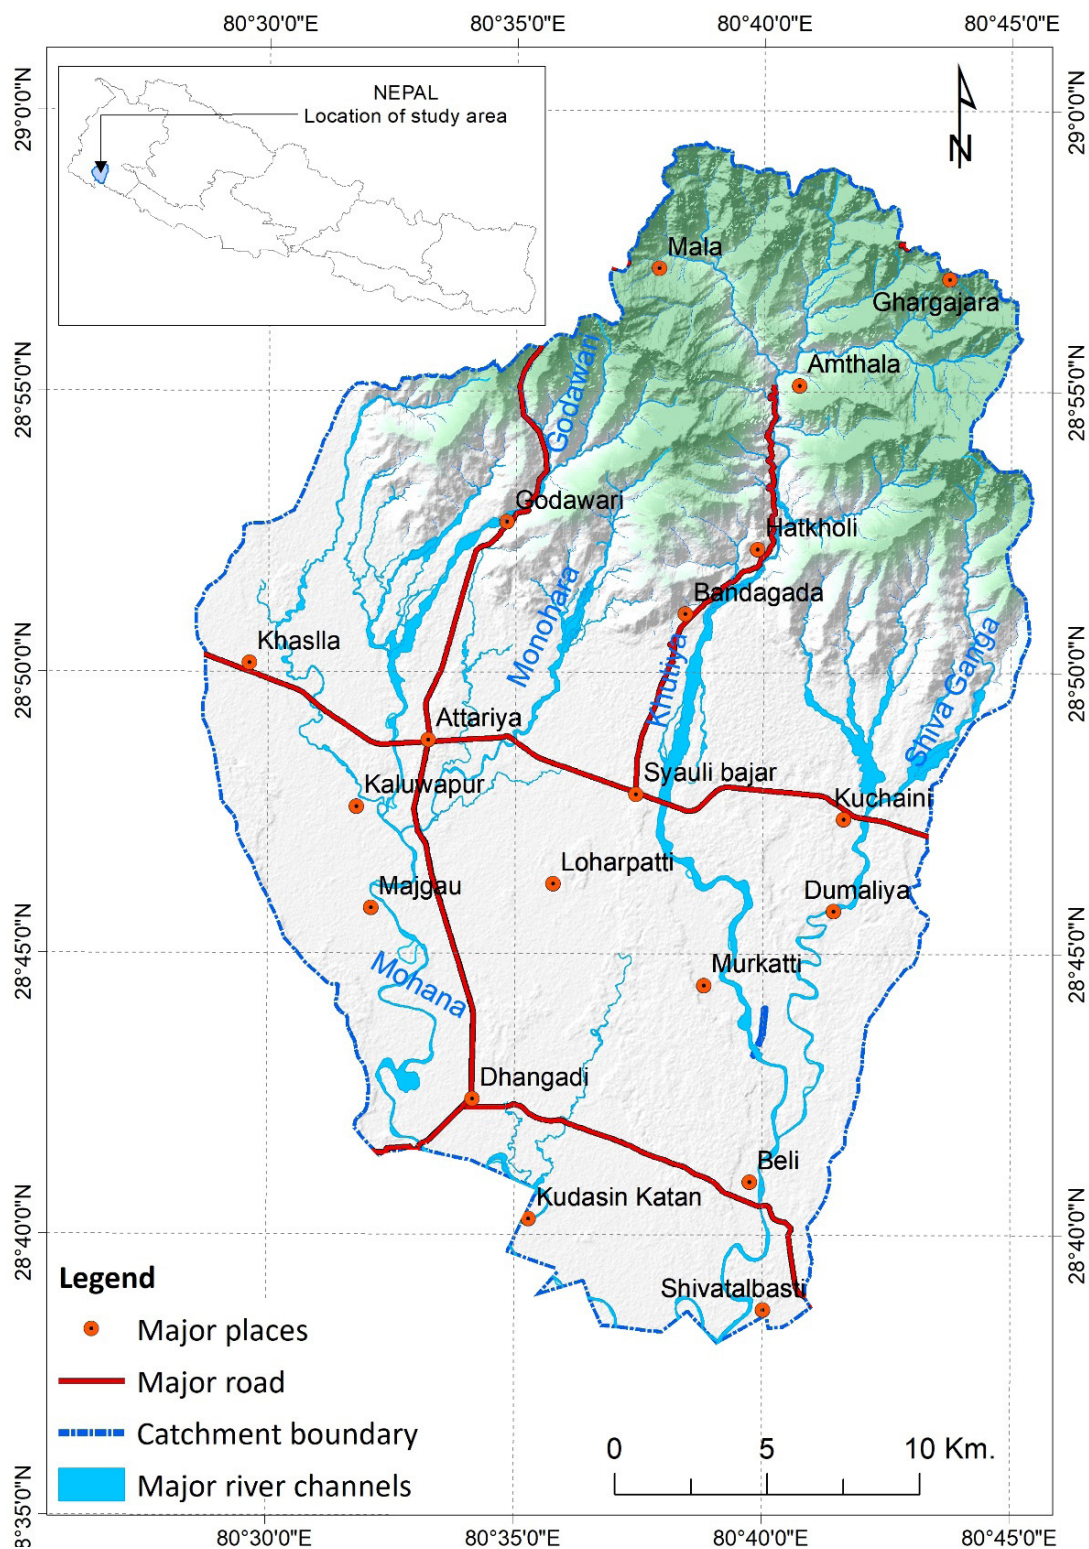 80°30'0"E 80°35'0"E 80°40'0"E 80°45'0"E
29°0'0"N
29°0'0"N
NEPAL
Location of study area
N
Mala
Ghargajara
Amthala
28°55'0"N
28°55'0"N
Godawari
Godawari
Hatkholi
Bandagada
Monohara
Khutiya
Shiva Ganga
Khaslla
28°50'0"N
28°50'0"N
Attariya
Syauli bajar
Kaluwapur
Kuchaini
Loharpatti
Majgau
Dumaliya
Mohana
Murkatti
28°45'0"N
28°45'0"N
Dhangadi
Beli
Kudasin Katan
28°40'0"N
28°40'0"N
Shivatalbasti
Legend
Major places
Major road
Catchment boundary
Major river channels
0 5 10 Km.
28°35'0"N
28°35'0"N
80°30'0"E 80°35'0"E 80°40'0"E 80°45'0"E